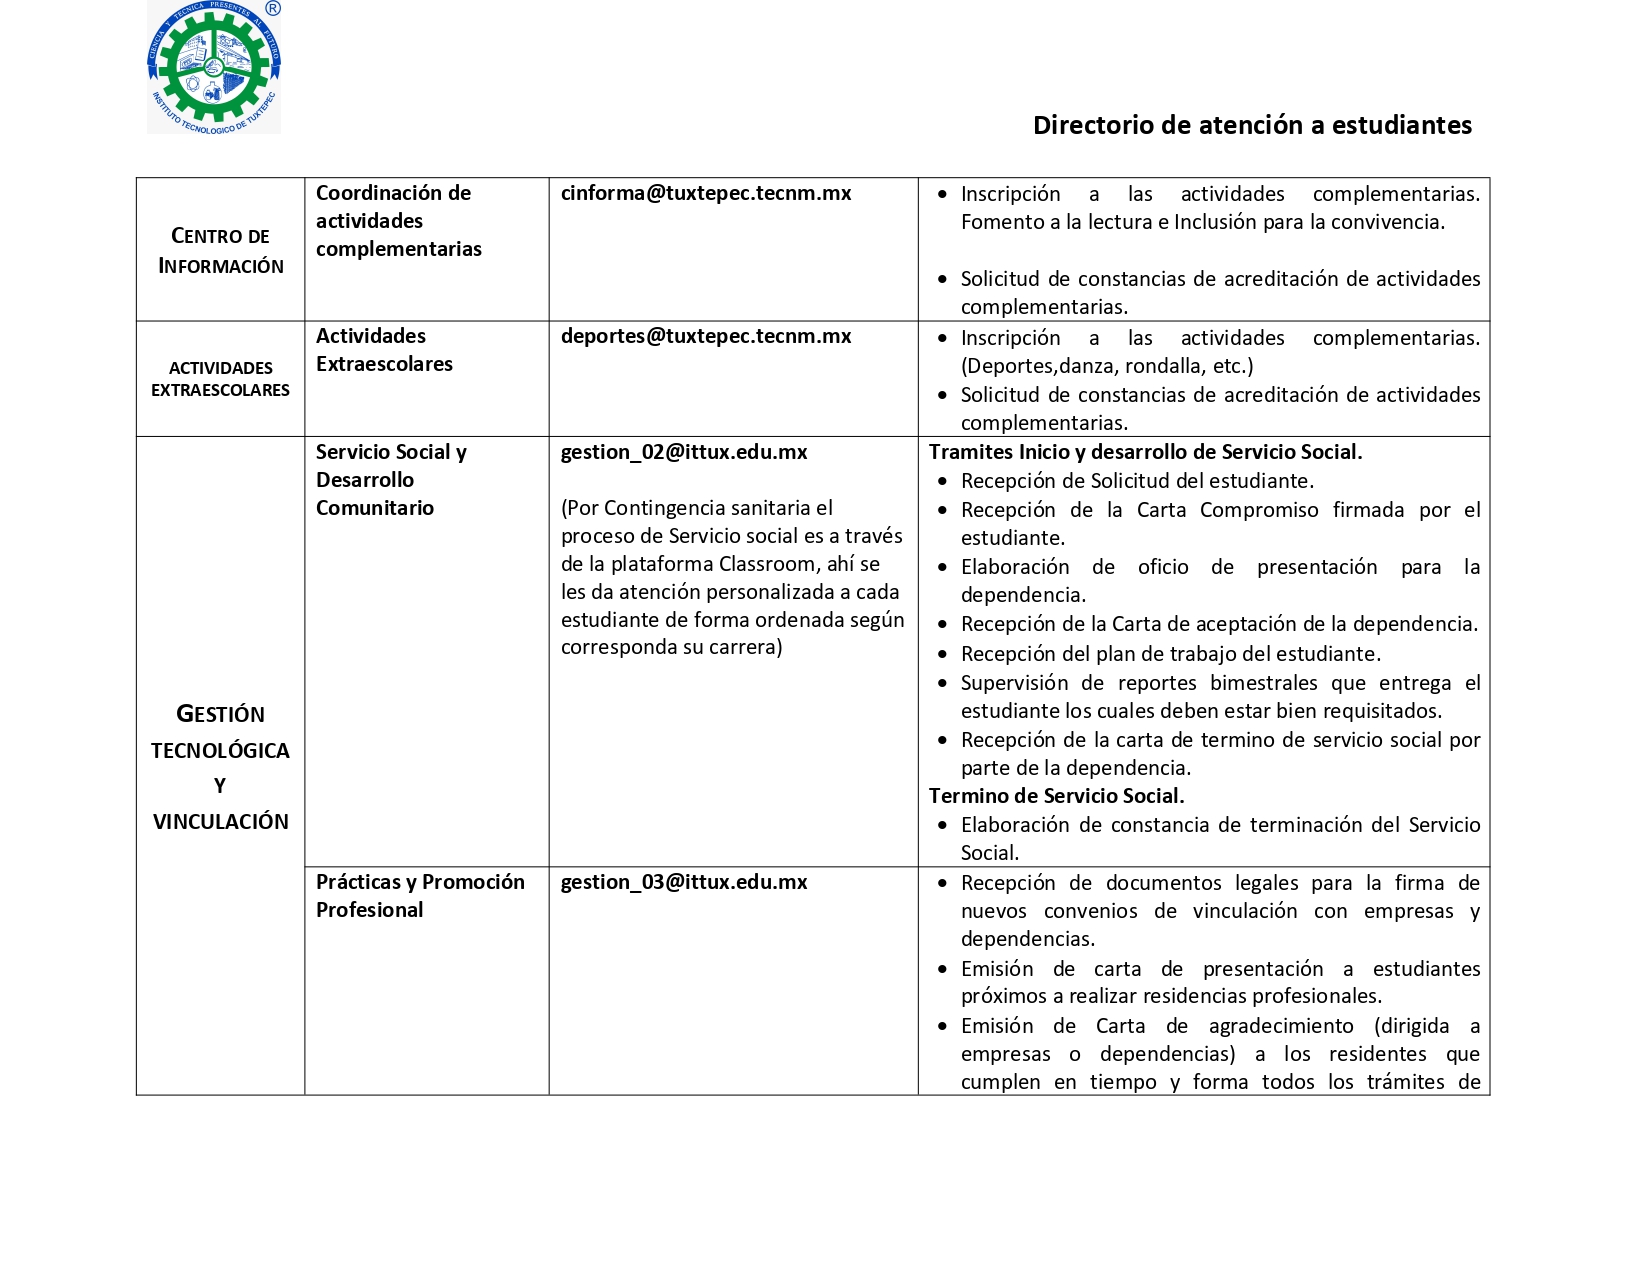 CIENCIA Y TECNICA PRESENTES AL FUTURO
®
INSTITUTO TECNOLOGICO DE TUXTEPEC
Directorio de atención a estudiantes
CENTRO DE
INFORMACIÓN
Coordinación de
actividades
complementarias
cinforma@tuxtepec.tecnm.mx
• Inscripción a las actividades complementarias.
Fomento a la lectura e Inclusión para la convivencia.
• Solicitud de constancias de acreditación de actividades
complementarias.
ACTIVIDADES
EXTRAESCOLARES
Actividades
Extraescolares
deportes@tuxtepec.tecnm.mx
• Inscripción a las actividades complementarias.
(Deportes,danza, rondalla, etc.)
• Solicitud de constancias de acreditación de actividades
complementarias.
GESTIÓN
TECNOLÓGICA
Y
VINCULACIÓN
Servicio Social y
Desarrollo
Comunitario
gestion_02@ittux.edu.mx
(Por Contingencia sanitaria el
proceso de Servicio social es a través
de la plataforma Classroom, ahí se
les da atención personalizada a cada
estudiante de forma ordenada según
corresponda su carrera)
Tramites Inicio y desarrollo de Servicio Social.
• Recepción de Solicitud del estudiante.
• Recepción de la Carta Compromiso firmada por el
estudiante.
• Elaboración de oficio de presentación para la
dependencia.
• Recepción de la Carta de aceptación de la dependencia.
• Recepción del plan de trabajo del estudiante.
• Supervisión de reportes bimestrales que entrega el
estudiante los cuales deben estar bien requisitados.
• Recepción de la carta de termino de servicio social por
parte de la dependencia.
Termino de Servicio Social.
• Elaboración de constancia de terminación del Servicio
Social.
Prácticas y Promoción
Profesional
gestion_03@ittux.edu.mx
• Recepción de documentos legales para la firma de
nuevos convenios de vinculación con empresas y
dependencias.
• Emisión de carta de presentación a estudiantes
próximos a realizar residencias profesionales.
• Emisión de Carta de agradecimiento (dirigida a
empresas o dependencias) a los residentes que
cumplen en tiempo y forma todos los trámites de